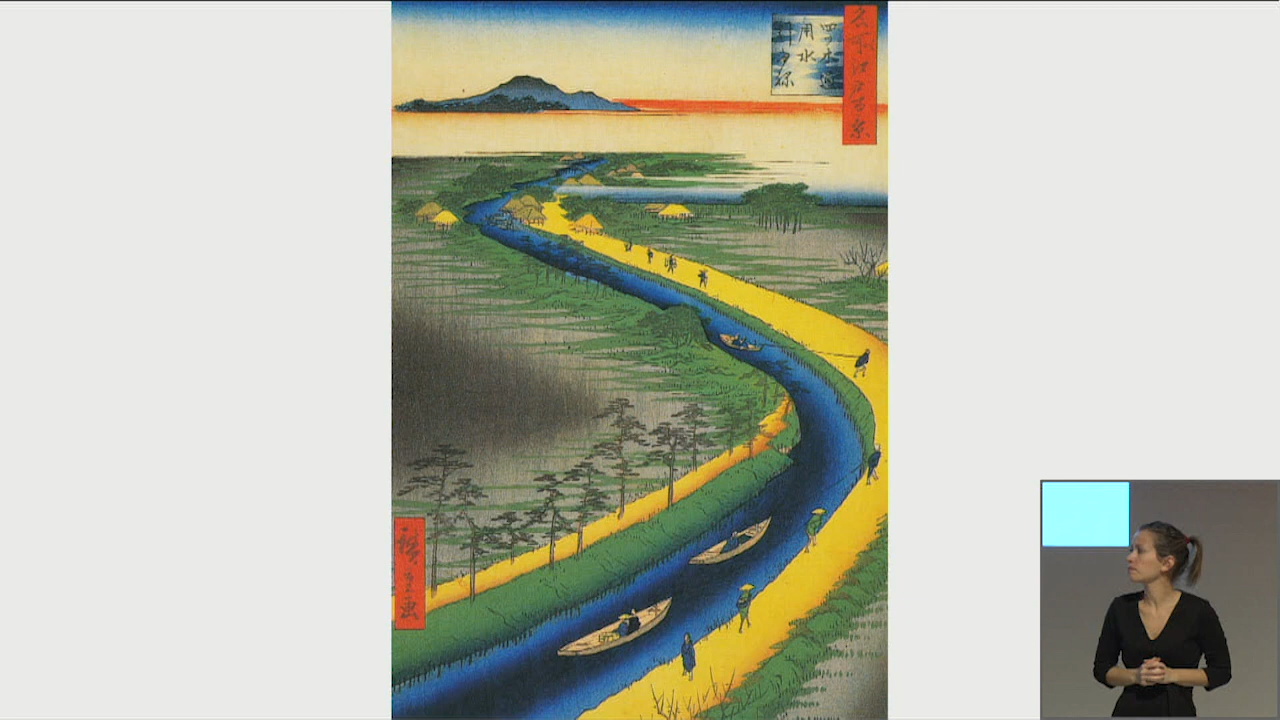 名所江戸百景
四ツ木通
用水
引ふね
廣重画